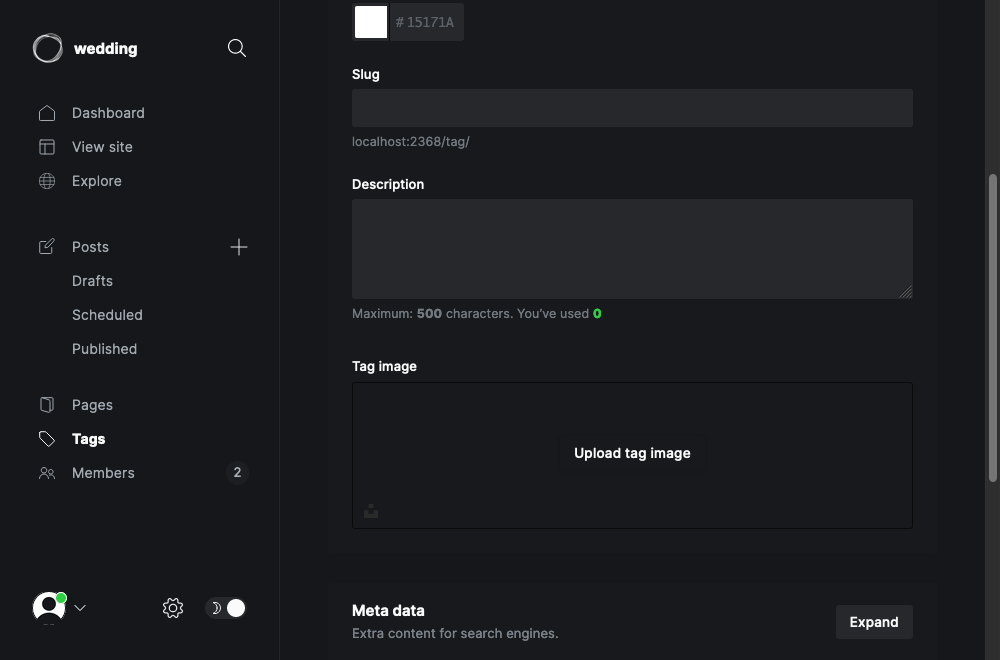 wedding
Dashboard
View site
Explore
Posts
Drafts
Scheduled
Published
Pages
Tags
Members 2
# 15171A
Slug
localhost:2368/tag/
Description
Maximum: 500 characters. You’ve used 0
Tag image
Upload tag image
Meta data
Extra content for search engines.
Expand